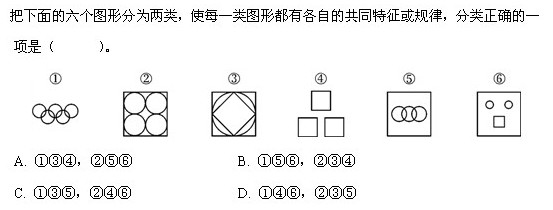 把下面的六个图形分为两类，使每一类图形都有各自的共同特征或规律，分类正确的一
项是（　　）。
① ② ③ ④ ⑤ ⑥
A. ①③④，②⑤⑥ B. ①⑤⑥，②③④
C. ①③⑤，②④⑥ D. ①④⑥，②③⑤